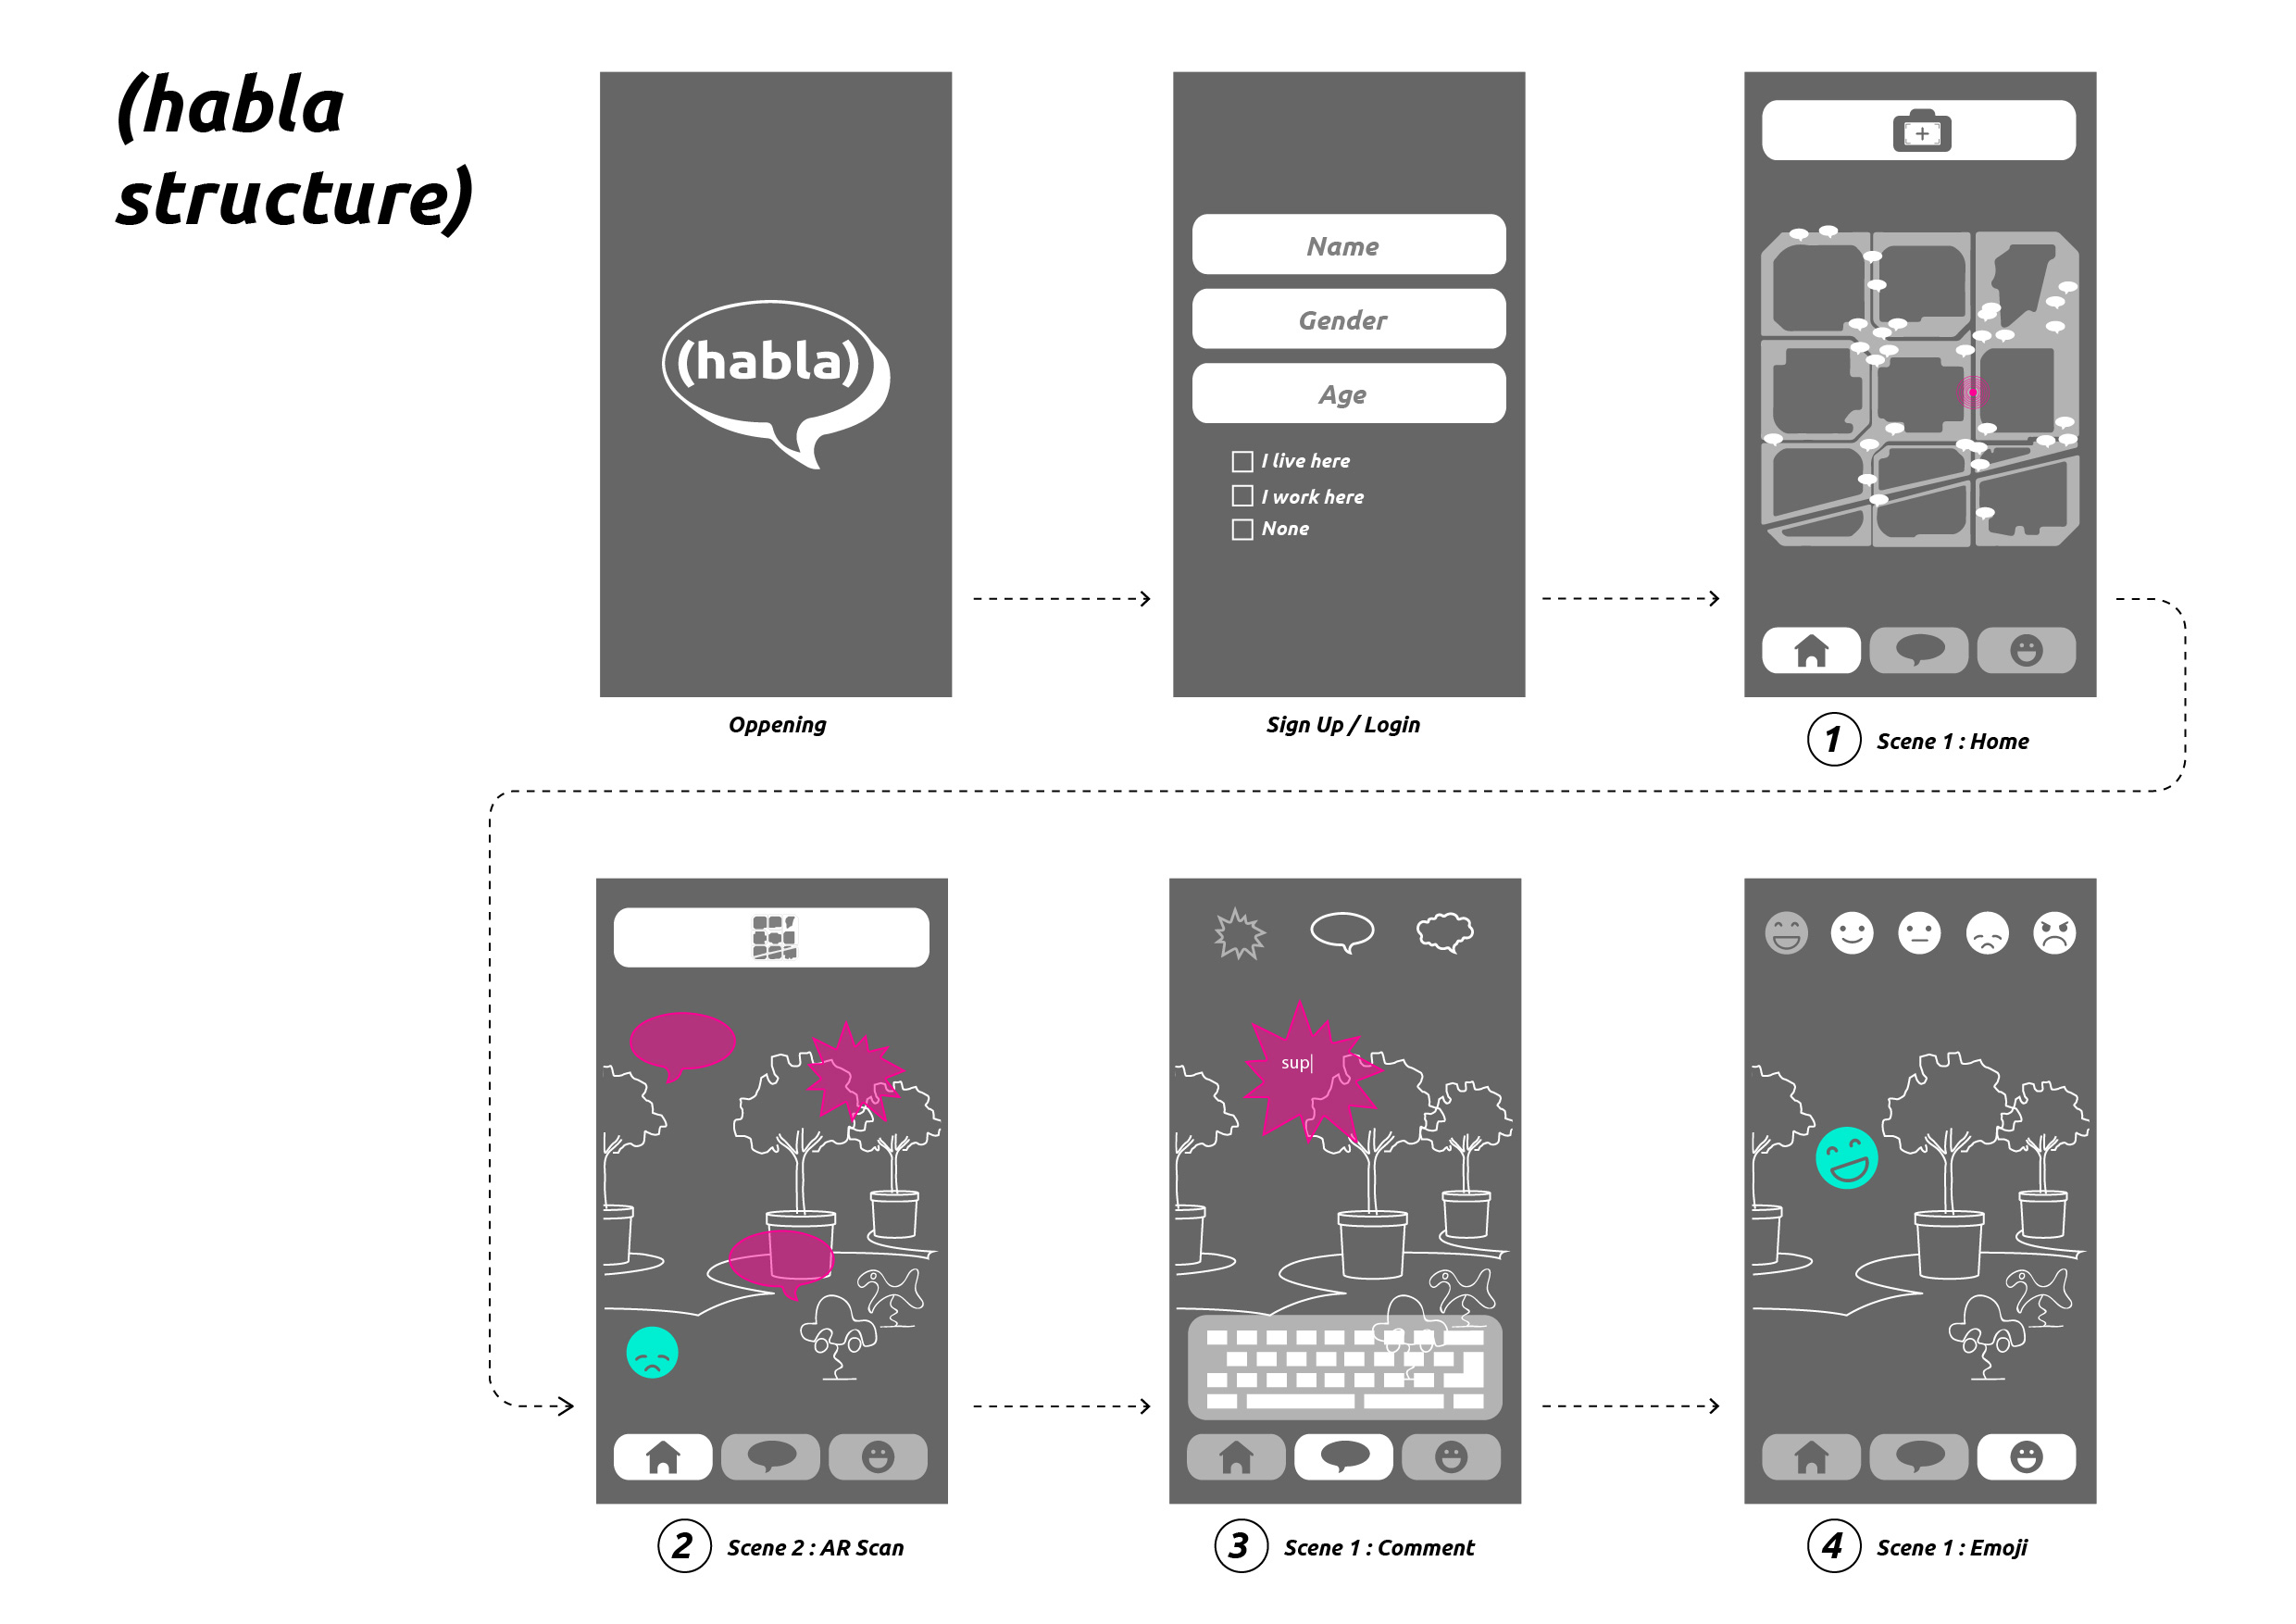 (habla
structure)
(habla)
Oppening
Name
Gender
Age
I live here
I work here
None
Sign Up / Login
1 Scene 1 : Home
2 Scene 2 : AR Scan
sup
3 Scene 1 : Comment
4 Scene 1 : Emoji